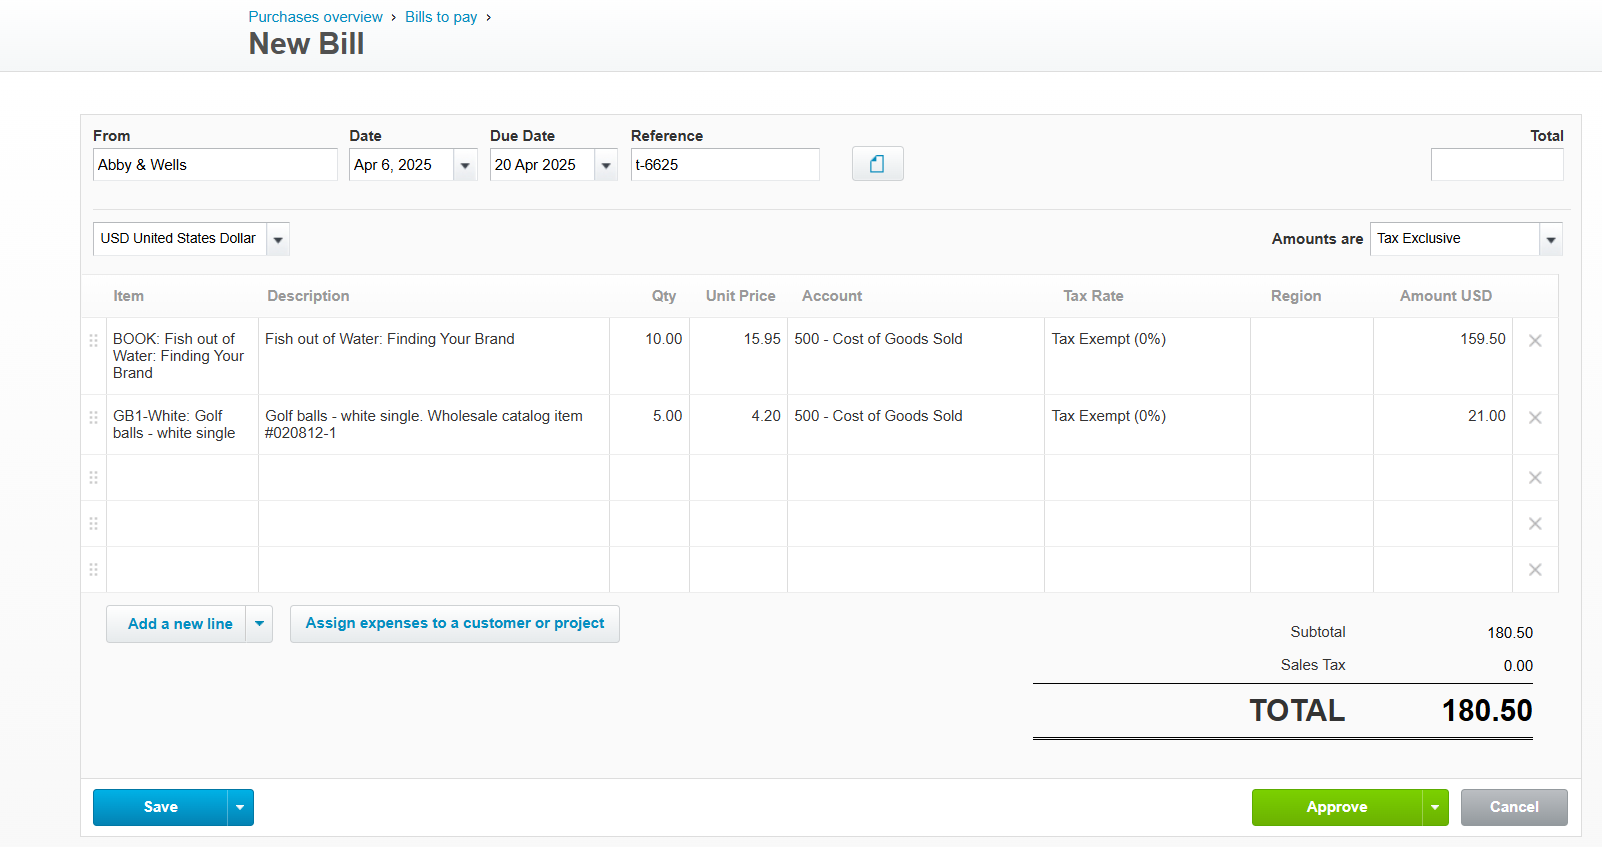 Purchases overview › Bills to pay ›
New Bill
From Date Due Date Reference Total
Abby & Wells Apr 6, 2025 20 Apr 2025 t-6625
USD United States Dollar Amounts are Tax Exclusive
Item Description Qty Unit Price Account Tax Rate Region Amount USD
BOOK: Fish out of Fish out of Water: Finding Your Brand 10.00 15.95 500 - Cost of Goods Sold Tax Exempt (0%) 159.50
Water: Finding Your
Brand
GB1-White: Golf Golf balls - white single. Wholesale catalog item 5.00 4.20 500 - Cost of Goods Sold Tax Exempt (0%) 21.00
balls - white single #020812-1
Add a new line Assign expenses to a customer or project
Subtotal 180.50
Sales Tax 0.00
TOTAL 180.50
Save Approve Cancel